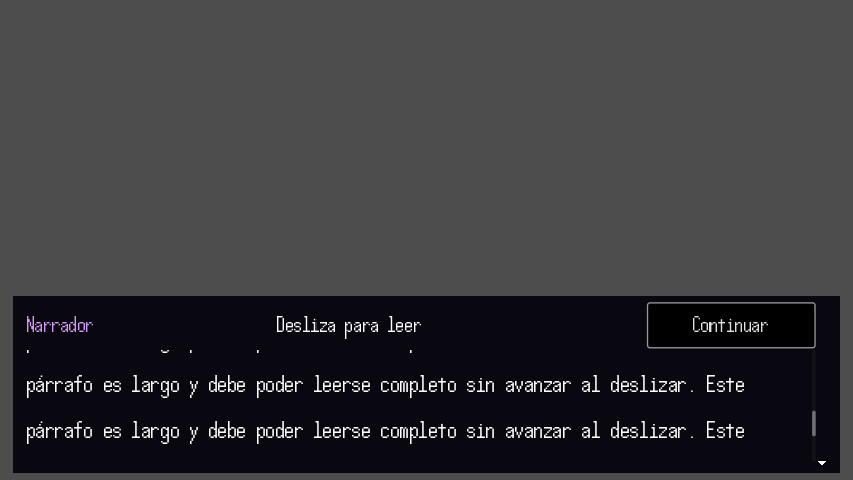 Narrador
Desliza para leer
Continuar
párrafo es largo y debe poder leerse completo sin avanzar al deslizar. Este
párrafo es largo y debe poder leerse completo sin avanzar al deslizar. Este